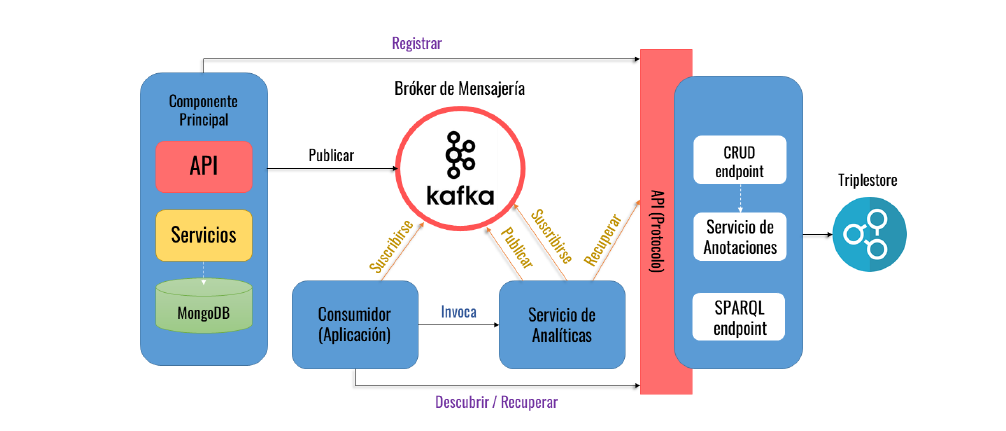 Registrar
Componente
Principal
API
Servicios
MongoDB
Publicar
Bróker de Mensajería
kafka
Suscribirse
Publicar
Suscribirse
Recuperar
Consumidor
(Aplicación)
Invoca
Servicio de
Analíticas
Descubrir / Recuperar
API (Protocolo)
CRUD
endpoint
Servicio de
Anotaciones
SPARQL
endpoint
Triplestore